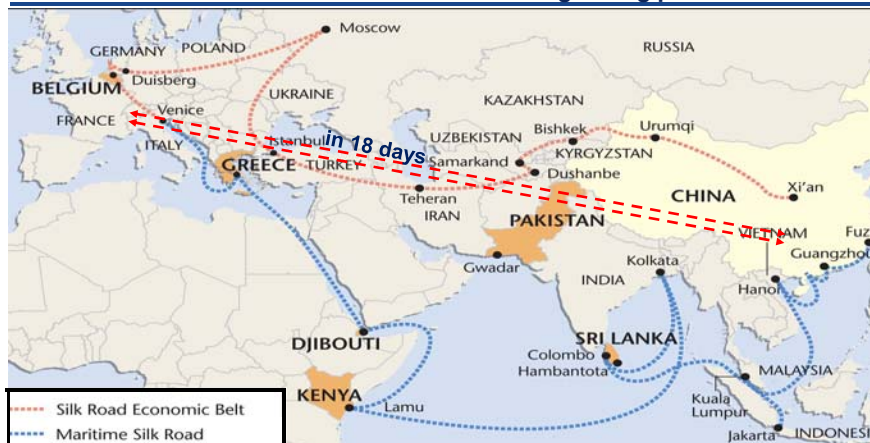 Moscow
RUSSIA
GERMANY
POLAND
Duisberg
BELGIUM
UKRAINE
KAZAKHSTAN
Venice
FRANCE
Istanbul
in 18 days
UZBEKISTAN
Bishkek
Urumqi
ITALY
Samarkand
KYRGYZSTAN
GREECE
TURKEY
Dushanbe
Teheran
IRAN
CHINA
Xi'an
PAKISTAN
VIETNAM
Fuz
Gwadar
Kolkata
Guangzhou
INDIA
Hanoi
DJIBOUTI
SRI LANKA
Colombo
Hambantota
MALAYSIA
KENYA
Lamu
Kuala
Lumpur
Jakarta
INDONESI
Silk Road Economic Belt
Maritime Silk Road